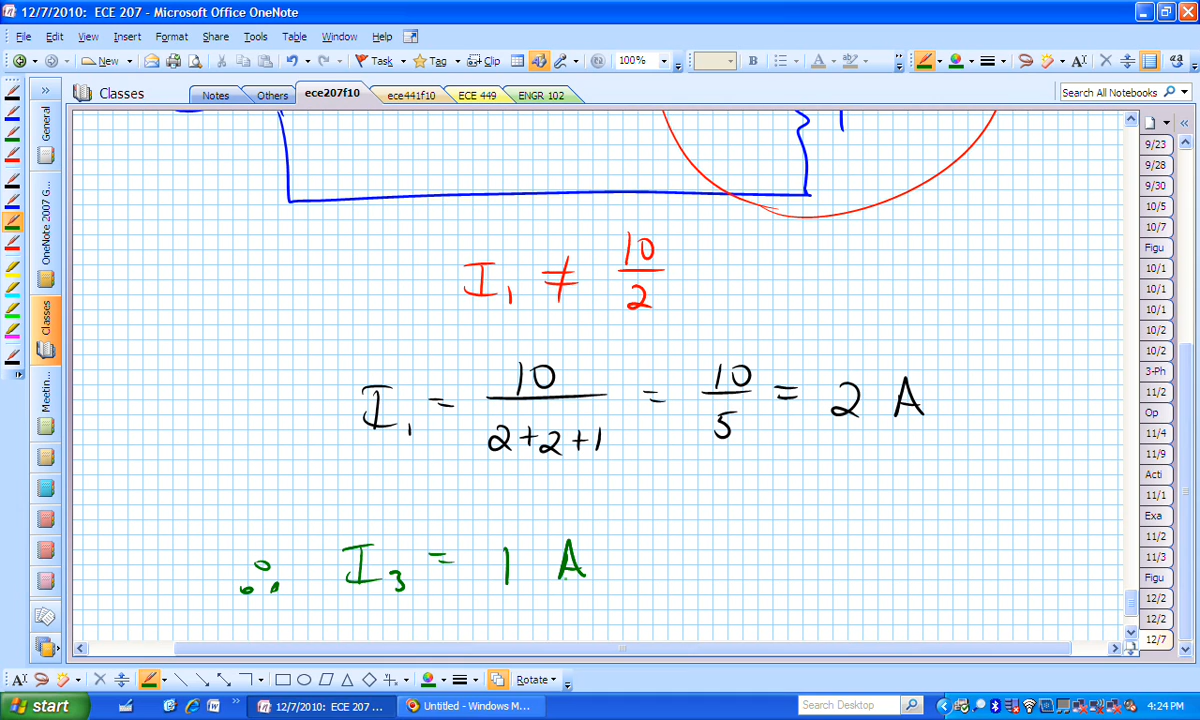 12/7/2010: ECE 207 - Microsoft Office OneNote
File Edit View Insert Format Share Tools Table Window Help
New Task Tag Clip 100% B A ab
Classes Notes Others ece207f10 ece441f10 ECE 449 ENGR 102 Search All Notebooks
General
OneNote 2007 G...
Classes
Meetin...
9/23
9/28
9/30
10/5
10/7
Figu
10/1
10/1
10/1
10/2
10/2
3-Ph
11/2
Op
11/4
11/9
Acti
11/1
Exa
11/2
11/3
Figu
12/2
12/2
12/7
1
I₁ ≠ 10/2
I₁ = 10/(2+2+1) = 10/5 = 2 A
∴ I₃ = 1 A
Rotate
start 12/7/2010: ECE 207 ... Untitled - Windows M... Search Desktop 4:24 PM